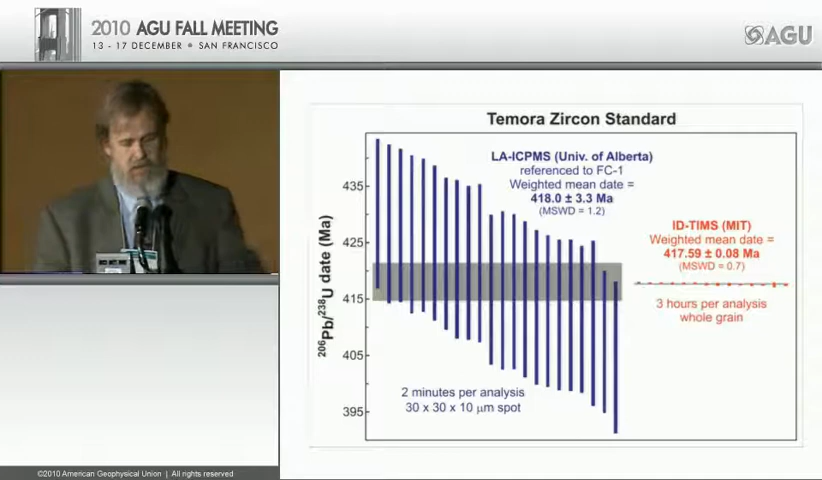 2010 AGU FALL MEETING
13 - 17 DECEMBER • SAN FRANCISCO
AGU
Temora Zircon Standard
LA-ICPMS (Univ. of Alberta)
referenced to FC-1
Weighted mean date =
418.0 ± 3.3 Ma
(MSWD = 1.2)
ID-TIMS (MIT)
Weighted mean date =
417.59 ± 0.08 Ma
(MSWD = 0.7)
3 hours per analysis
whole grain
2 minutes per analysis
30 x 30 x 10 µm spot
206Pb/238U date (Ma)
435
425
415
405
395
©2010 American Geophysical Union | All rights reserved